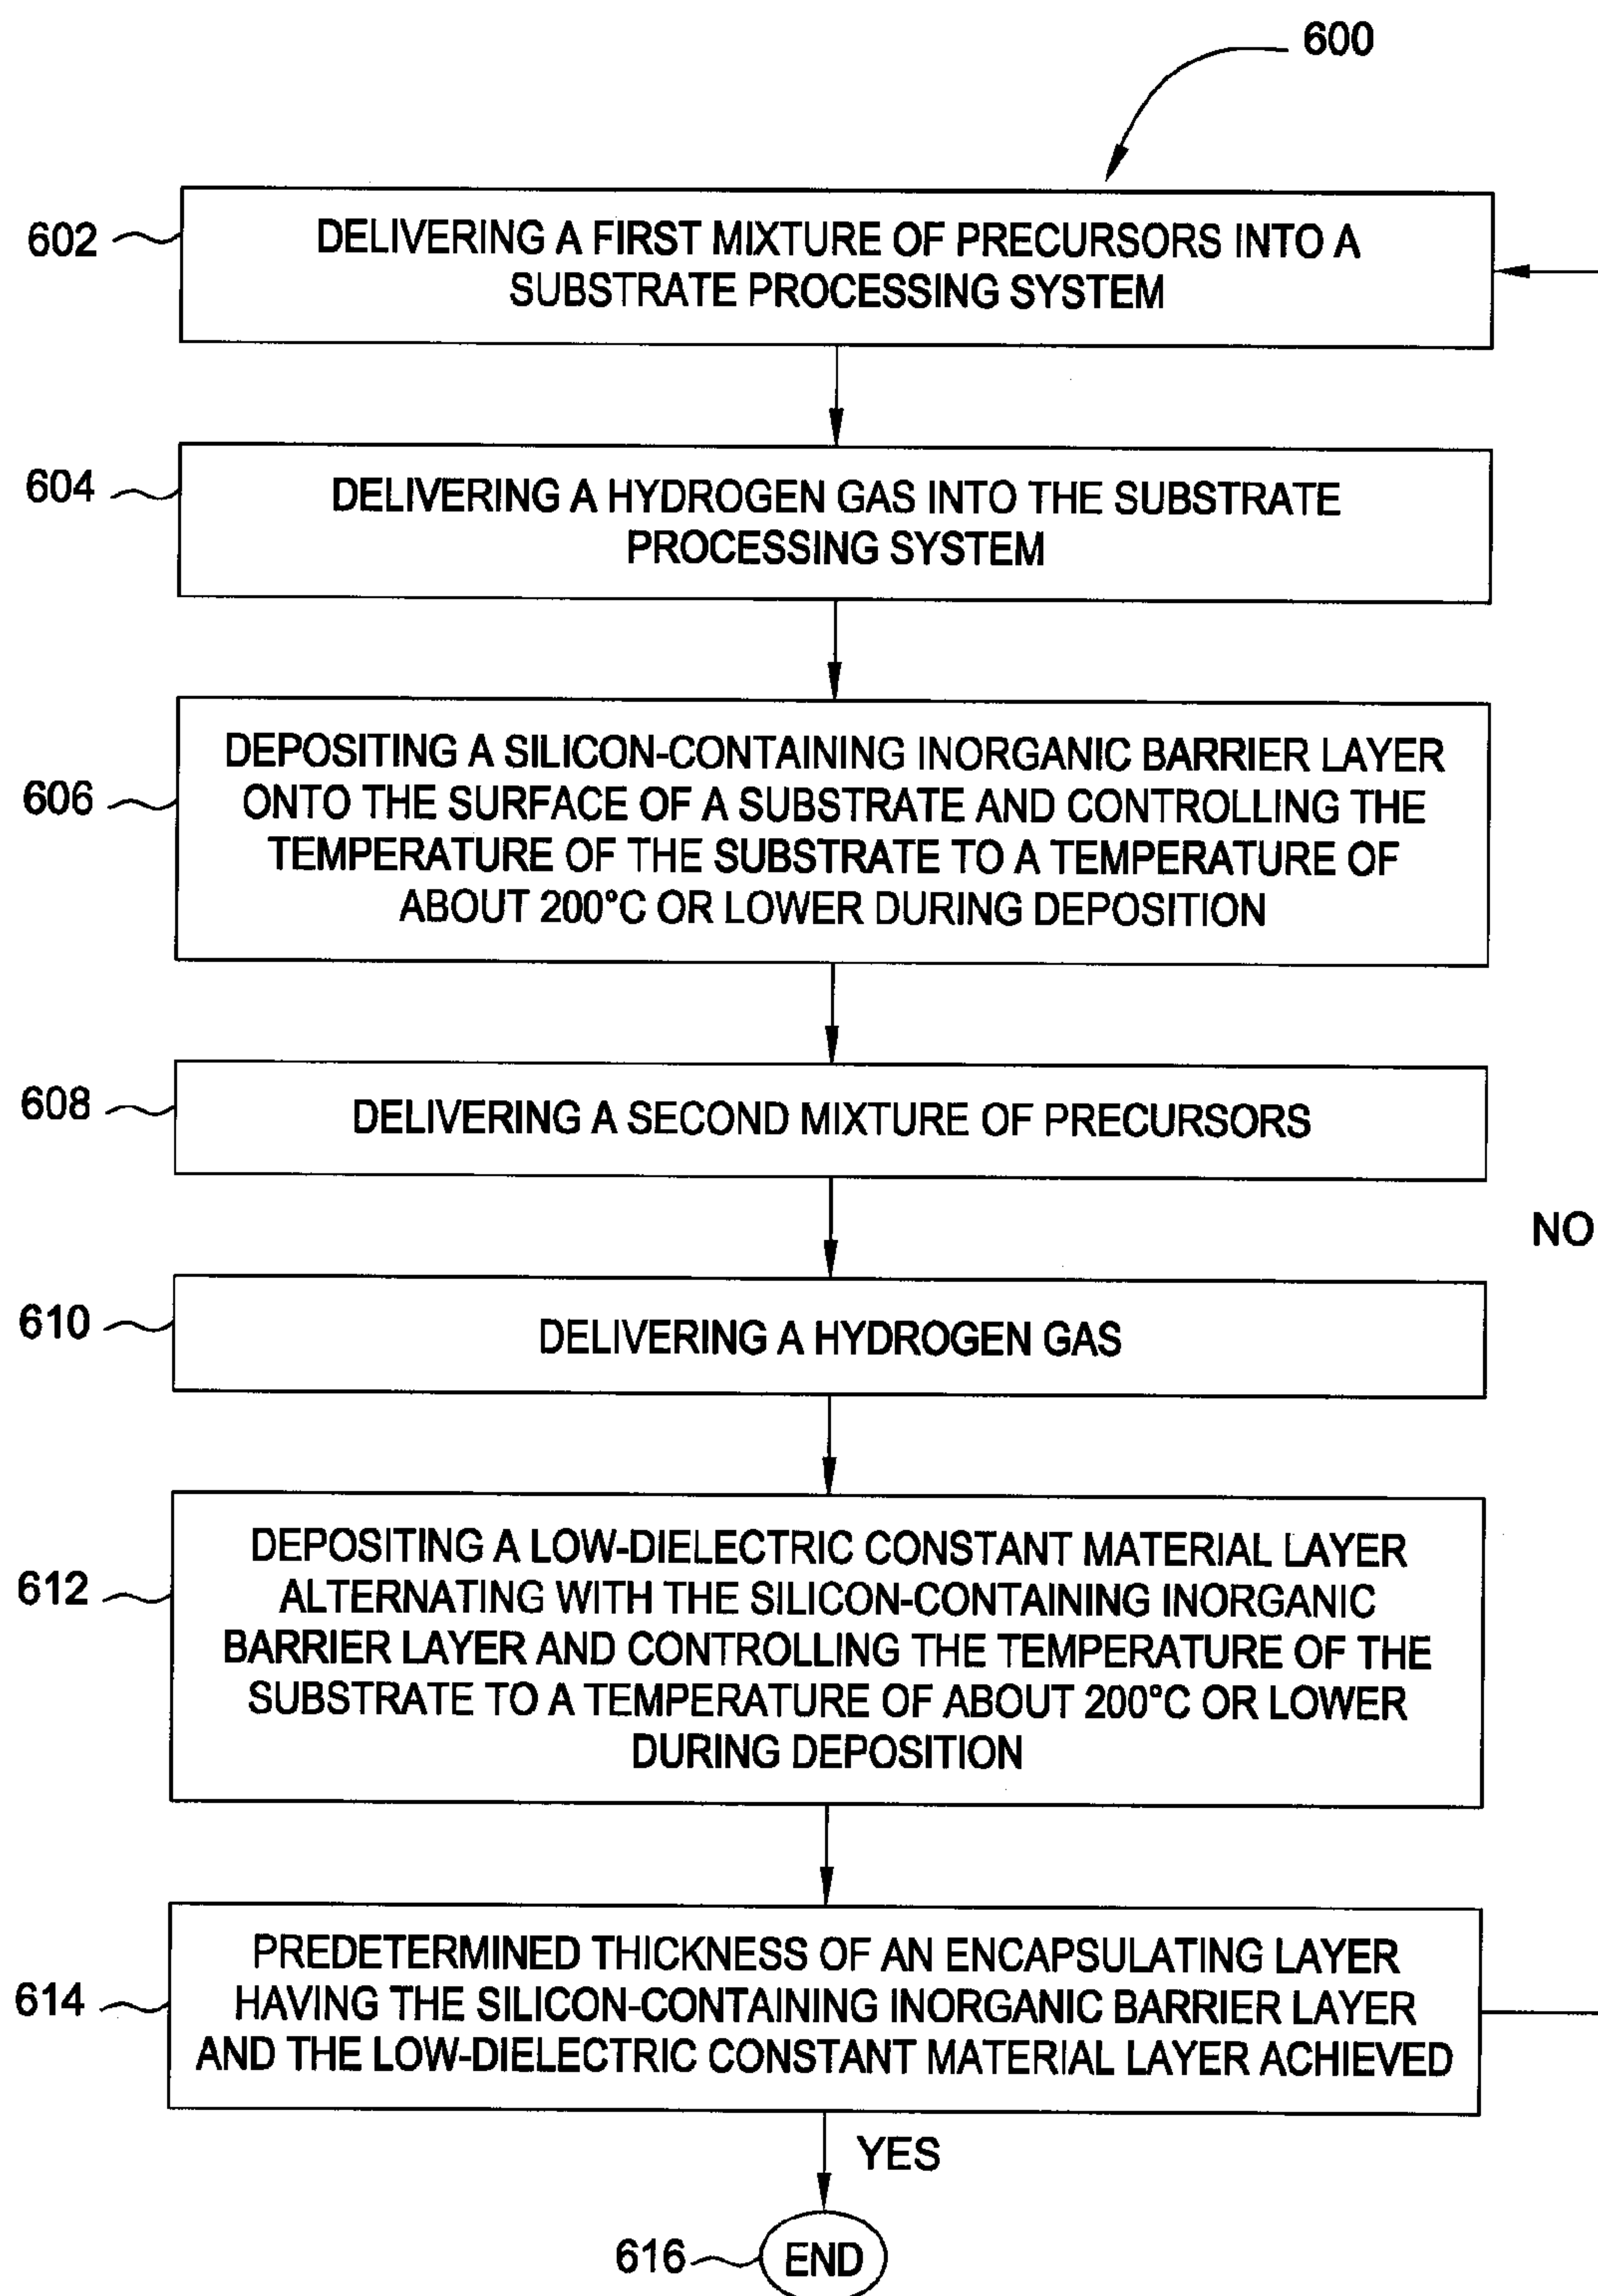 600
602
DELIVERING A FIRST MIXTURE OF PRECURSORS INTO A
SUBSTRATE PROCESSING SYSTEM
604
DELIVERING A HYDROGEN GAS INTO THE SUBSTRATE
PROCESSING SYSTEM
606
DEPOSITING A SILICON-CONTAINING INORGANIC BARRIER LAYER
ONTO THE SURFACE OF A SUBSTRATE AND CONTROLLING THE
TEMPERATURE OF THE SUBSTRATE TO A TEMPERATURE OF
ABOUT 200°C OR LOWER DURING DEPOSITION
608
DELIVERING A SECOND MIXTURE OF PRECURSORS
NO
610
DELIVERING A HYDROGEN GAS
612
DEPOSITING A LOW-DIELECTRIC CONSTANT MATERIAL LAYER
ALTERNATING WITH THE SILICON-CONTAINING INORGANIC
BARRIER LAYER AND CONTROLLING THE TEMPERATURE OF THE
SUBSTRATE TO A TEMPERATURE OF ABOUT 200°C OR LOWER
DURING DEPOSITION
614
PREDETERMINED THICKNESS OF AN ENCAPSULATING LAYER
HAVING THE SILICON-CONTAINING INORGANIC BARRIER LAYER
AND THE LOW-DIELECTRIC CONSTANT MATERIAL LAYER ACHIEVED
YES
616
END